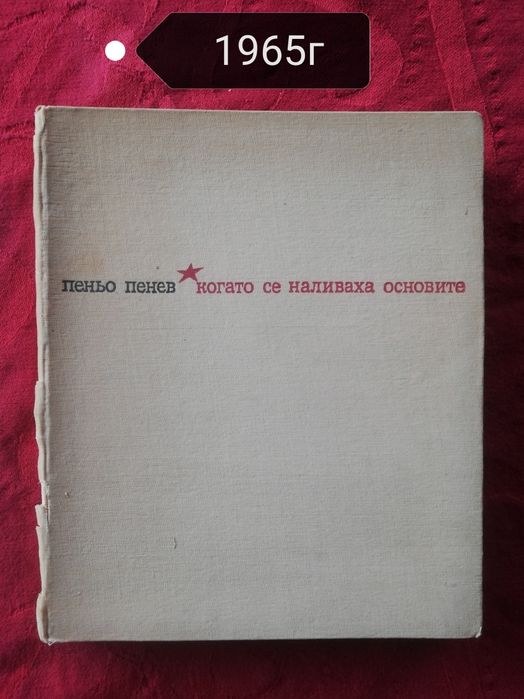 1965г
пеньо пенев когато се наливаха основите